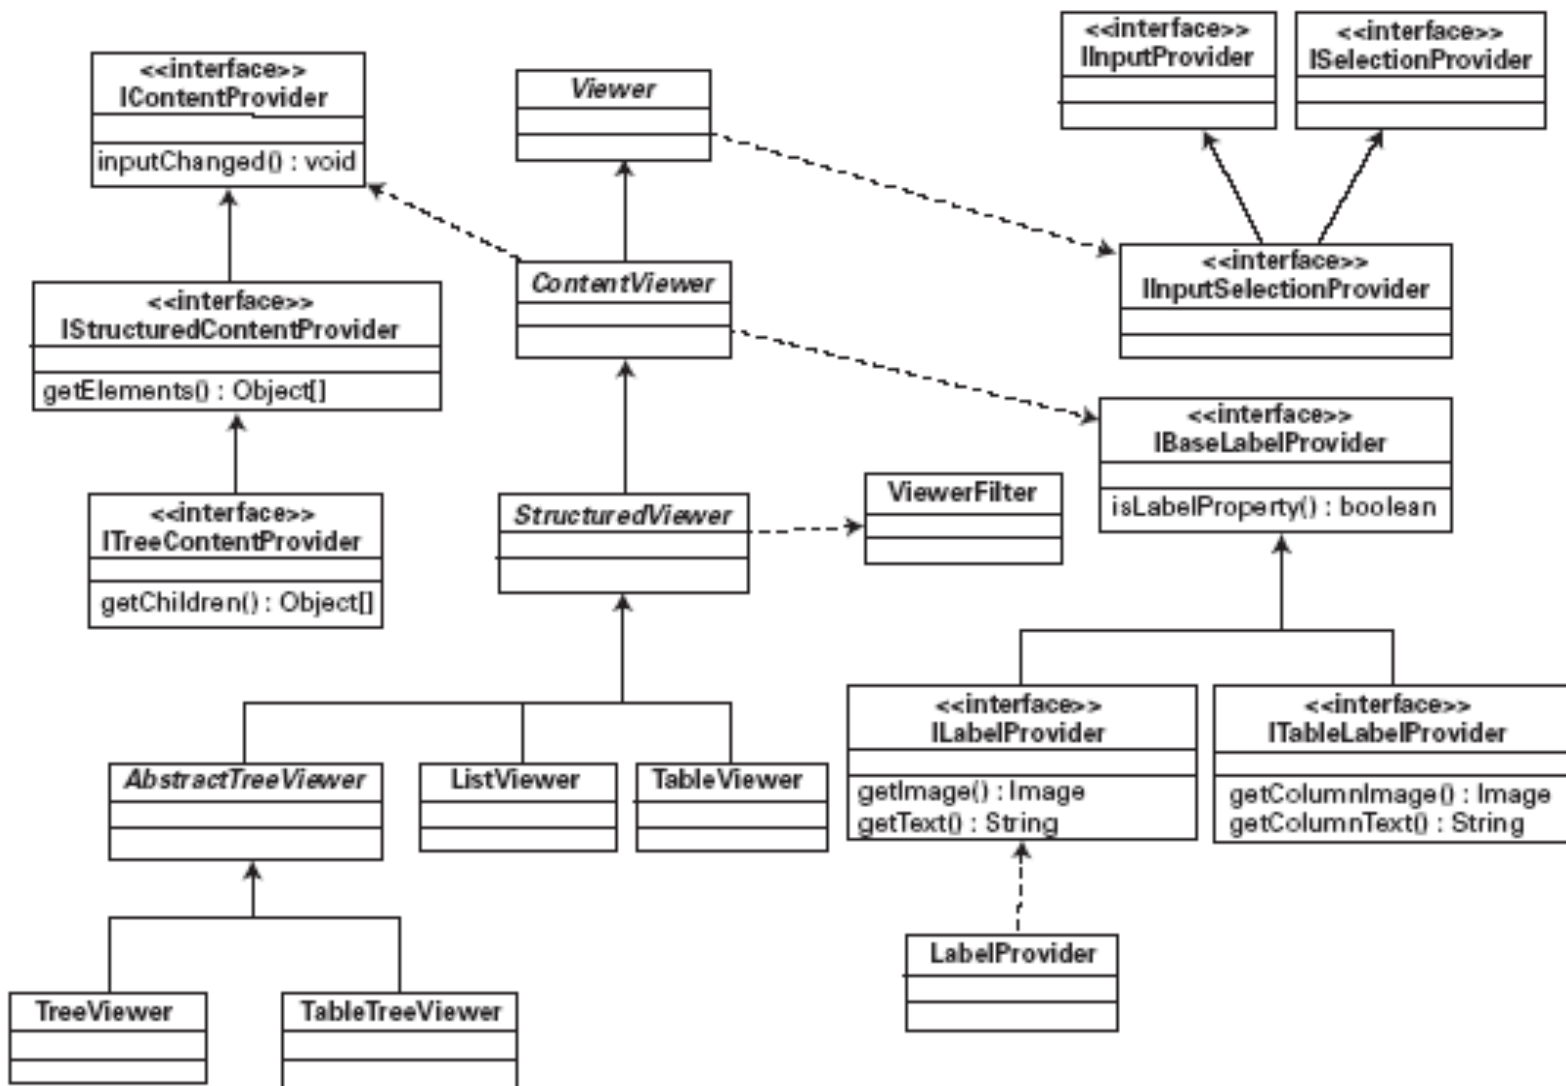 <<interface>>
IContentProvider
inputChanged() : void
Viewer
<<interface>>
IInputProvider
<<interface>>
ISelectionProvider
<<interface>>
IInputSelectionProvider
ContentViewer
<<interface>>
IStructuredContentProvider
getElements() : Object[]
<<interface>>
IBaseLabelProvider
isLabelProperty() : boolean
<<interface>>
ITreeContentProvider
getChildren() : Object[]
StructuredViewer
ViewerFilter
<<interface>>
ILabelProvider
getImage() : Image
getText() : String
<<interface>>
ITableLabelProvider
getColumnImage() : Image
getColumnText() : String
AbstractTreeViewer
ListViewer
TableViewer
LabelProvider
TreeViewer
TableTreeViewer